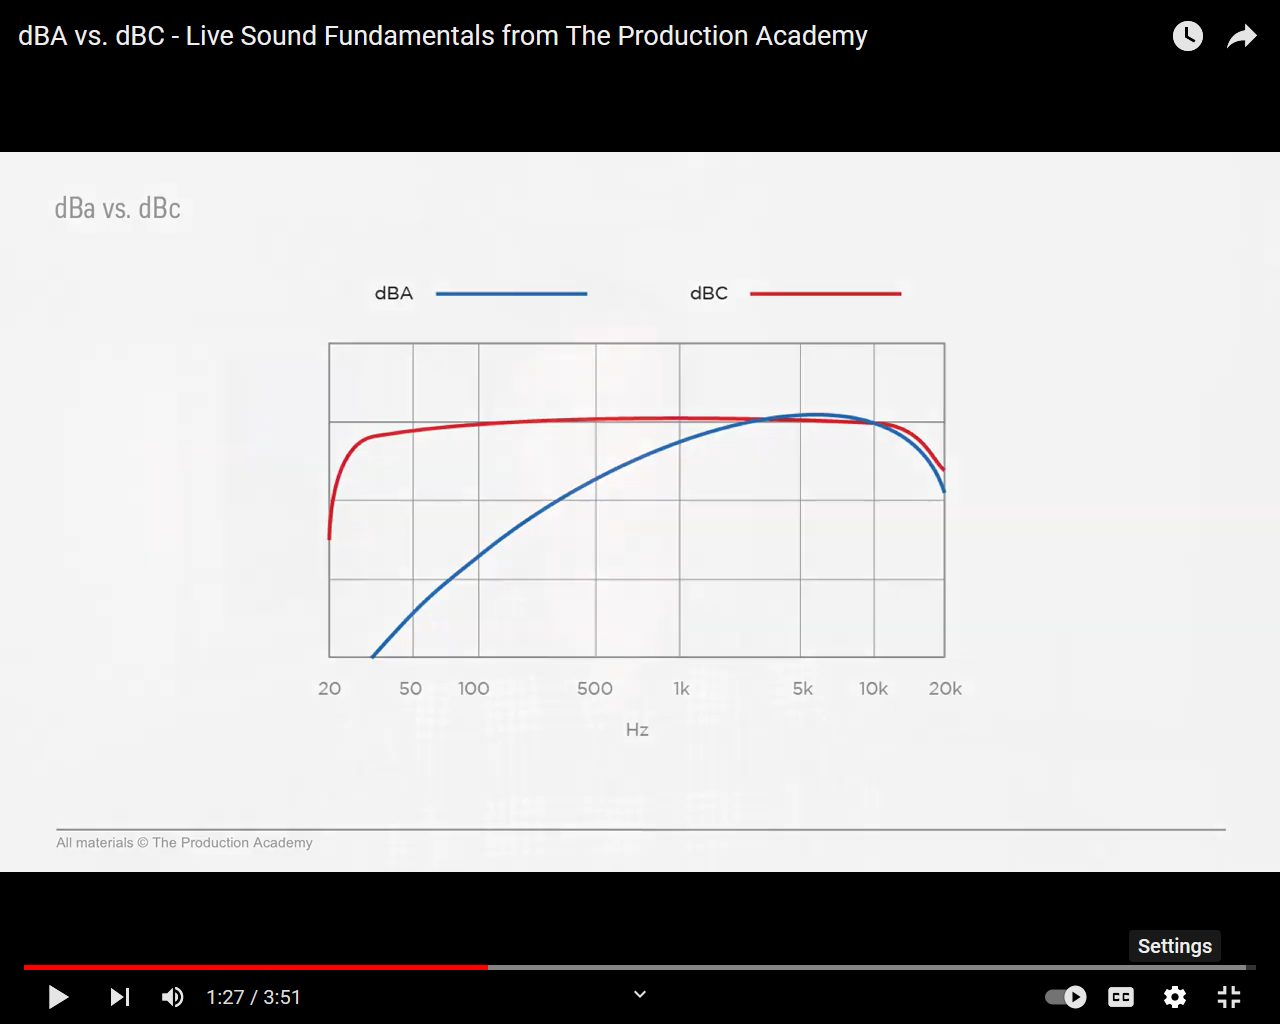 dBA vs. dBC - Live Sound Fundamentals from The Production Academy
dBa vs. dBc
dBA dBC
20 50 100 500 1k 5k 10k 20k
Hz
All materials © The Production Academy
Settings
1:27 / 3:51
CC